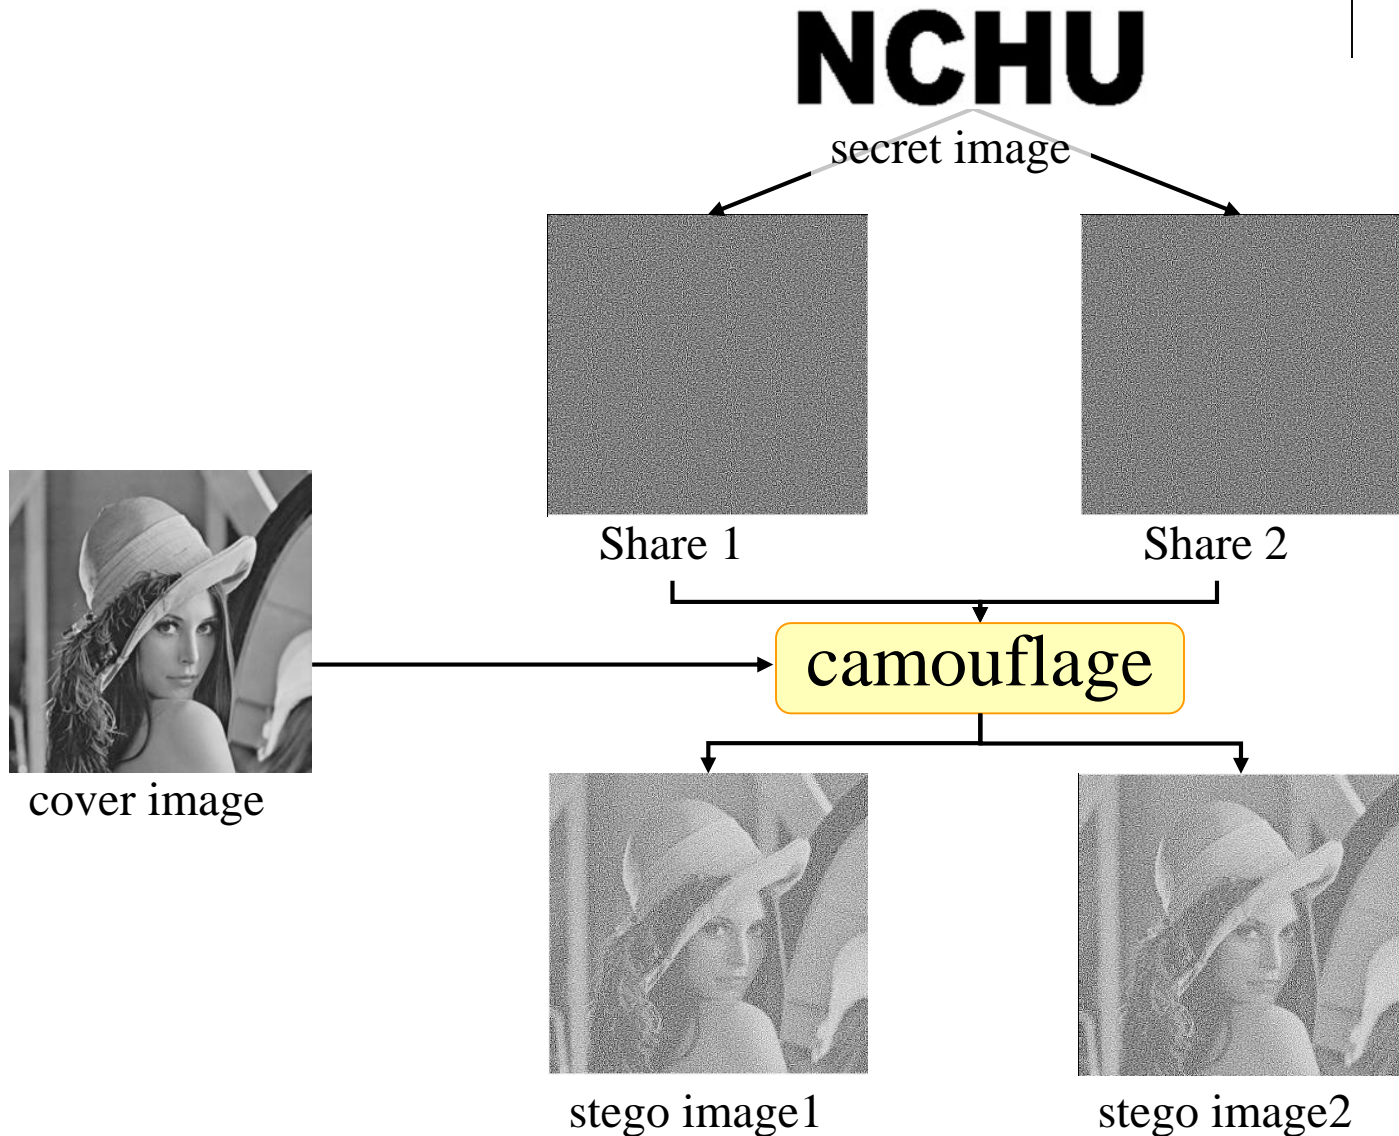 NCHU
secret image
Share 1
Share 2
camouflage
cover image
stego image1
stego image2